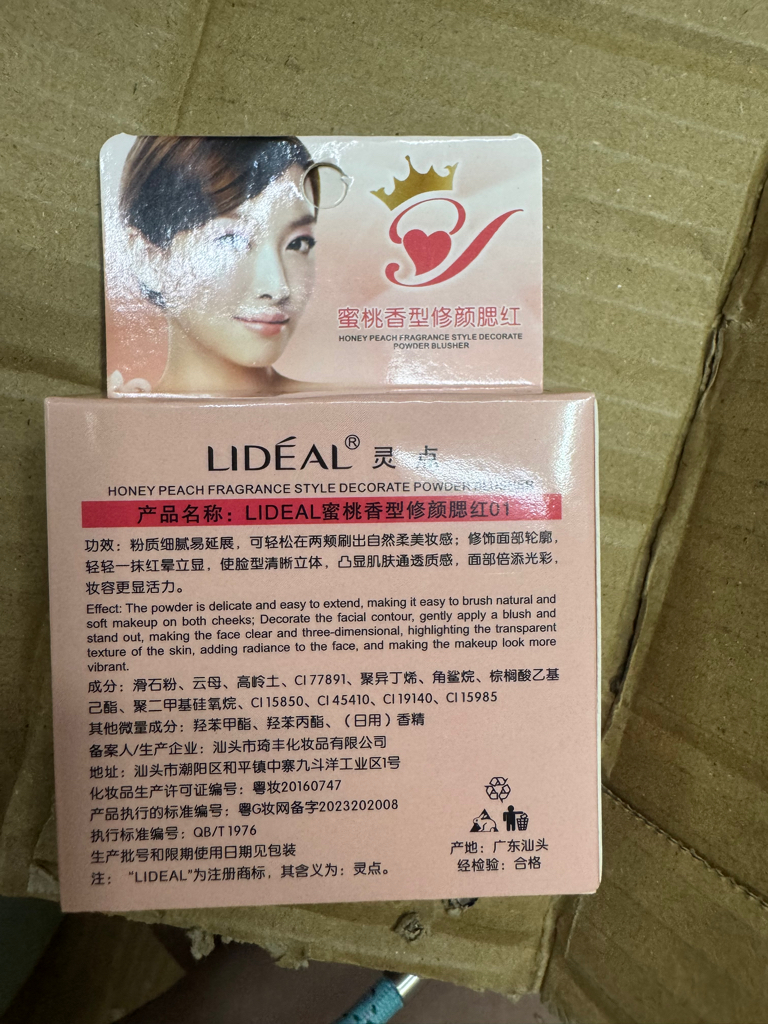 蜜桃香型修颜腮红
HONEY PEACH FRAGRANCE STYLE DECORATE
POWDER BLUSHER
LIDÉAL® 灵点
HONEY PEACH FRAGRANCE STYLE DECORATE POWDER BLUSHER
产品名称：LIDEAL蜜桃香型修颜腮红01
功效：粉质细腻易延展，可轻松在两颊刷出自然柔美妆感；修饰面部轮廓，
轻轻一抹红晕立显，使脸型清晰立体，凸显肌肤通透质感，面部倍添光彩，
妆容更显活力。
Effect: The powder is delicate and easy to extend, making it easy to brush natural and
soft makeup on both cheeks; Decorate the facial contour, gently apply a blush and
stand out, making the face clear and three-dimensional, highlighting the transparent
texture of the skin, adding radiance to the face, and making the makeup look more
vibrant.
成分：滑石粉、云母、高岭土、CI 77891、聚异丁烯、角鲨烷、棕榈酸乙基
己酯、聚二甲基硅氧烷、CI 15850、CI 45410、CI 19140、CI 15985
其他微量成分：羟苯甲酯、羟苯丙酯、（日用）香精
备案人/生产企业：汕头市琦丰化妆品有限公司
地址：汕头市潮阳区和平镇中寨九斗洋工业区1号
化妆品生产许可证编号：粤妆20160747
产品执行的标准编号：粤G妆网备字2023202008
执行标准编号：QB/T 1976
生产批号和限期使用日期见包装
注：“LIDEAL”为注册商标，其含义为：灵点。
产地：广东汕头
经检验：合格